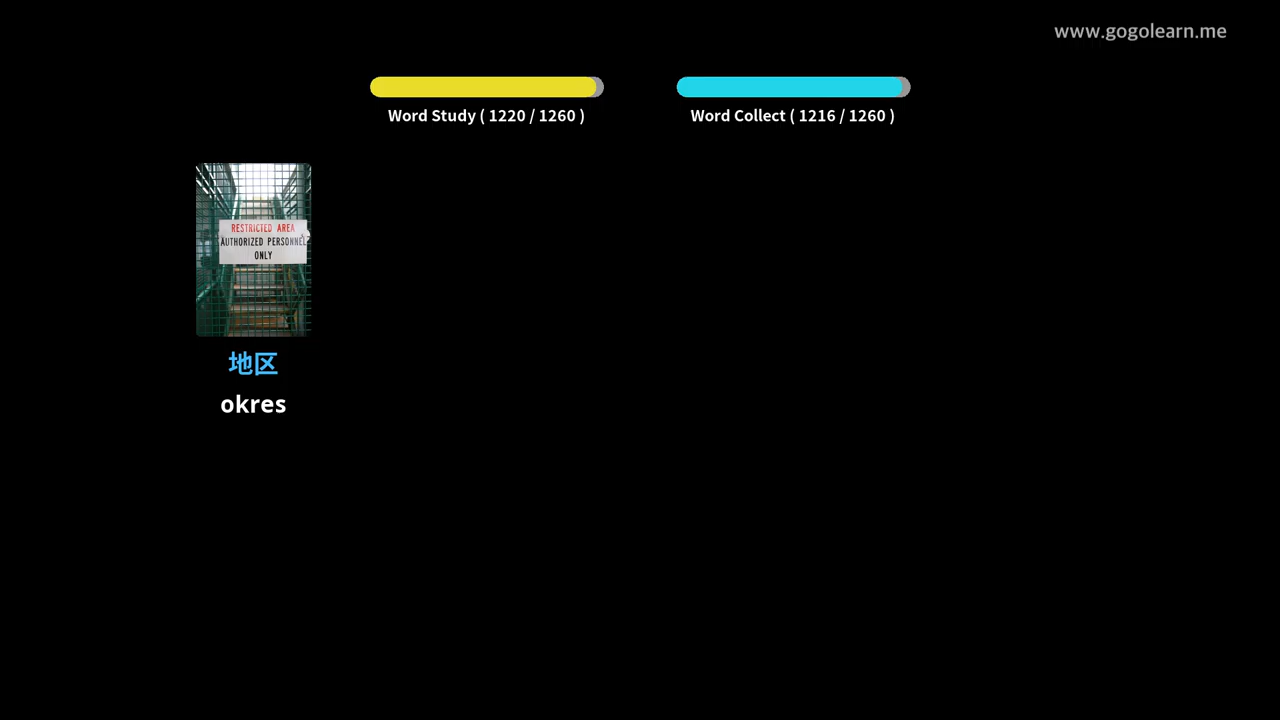 www.gogolearn.me
Word Study ( 1220 / 1260 )
Word Collect ( 1216 / 1260 )
RESTRICTED AREA
AUTHORIZED PERSONNEL
ONLY
地区
okres